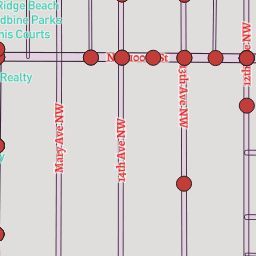 Ridge Beach
dbine Parks
nis Courts
Realty
Mary Ave NW
14th Ave NW
13th Ave NW
12th Ave NW